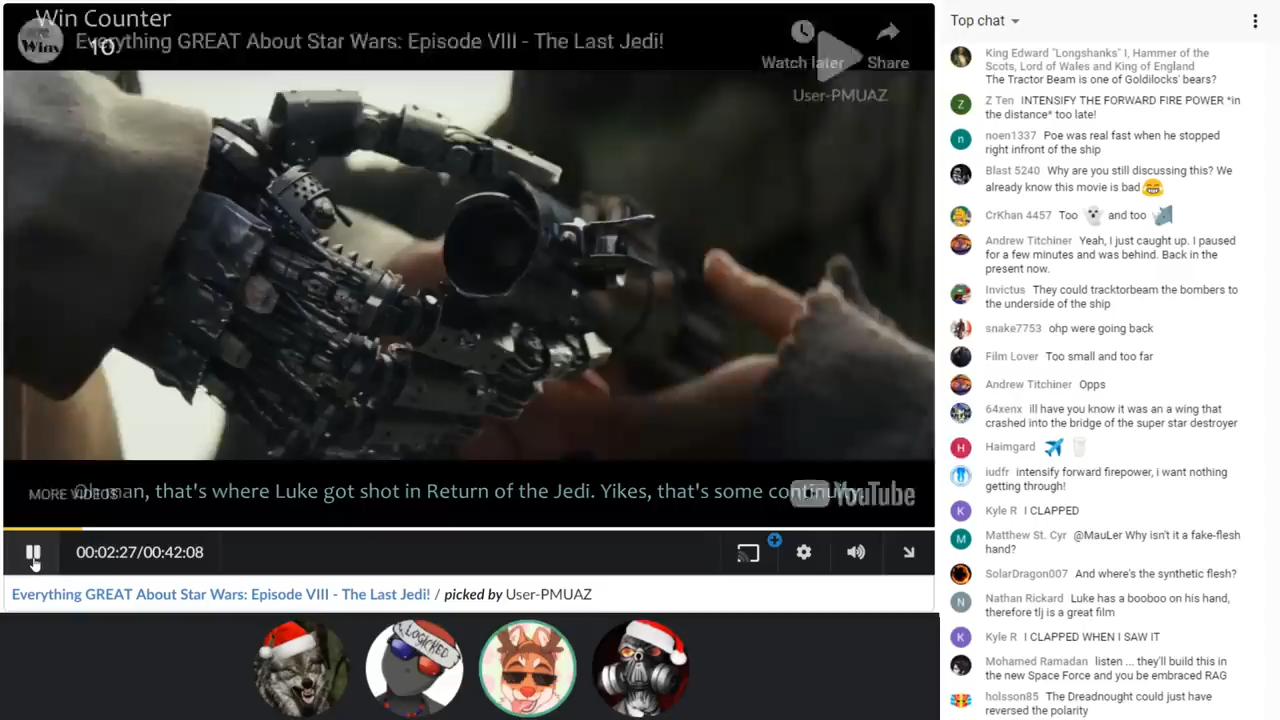 Win Counter
10
Wins
Everything GREAT About Star Wars: Episode VIII - The Last Jedi!
Watch later
Share
User-PMUAZ
MORE VIDEOS
Oh man, that's where Luke got shot in Return of the Jedi. Yikes, that's some continuity.
YouTube
00:02:27/00:42:08
Everything GREAT About Star Wars: Episode VIII - The Last Jedi! / picked by User-PMUAZ
LOGICKED
Top chat
King Edward "Longshanks" I, Hammer of the
Scots, Lord of Wales and King of England
The Tractor Beam is one of Goldilocks' bears?
Z Ten INTENSIFY THE FORWARD FIRE POWER *in
the distance* too late!
noen1337 Poe was real fast when he stopped
right infront of the ship
Blast 5240 Why are you still discussing this? We
already know this movie is bad😂
CrKhan 4457 Too 👻 and too 🦈
Andrew Titchiner Yeah, I just caught up. I paused
for a few minutes and was behind. Back in the
present now.
Invictus They could tracktorbeam the bombers to
the underside of the ship
snake7753 ohp were going back
Film Lover Too small and too far
Andrew Titchiner Opps
64xenx ill have you know it was an a wing that
crashed into the bridge of the super star destroyer
Haimgard ✈️ 🥛
iudfr intensify forward firepower, i want nothing
getting through!
Kyle R I CLAPPED
Matthew St. Cyr @MauLer Why isn't it a fake-flesh
hand?
SolarDragon007 And where's the synthetic flesh?
Nathan Rickard Luke has a booboo on his hand,
therefore tlj is a great film
Kyle R I CLAPPED WHEN I SAW IT
Mohamed Ramadan listen ... they'll build this in
the new Space Force and you be embraced RAG
holsson85 The Dreadnought could just have
reversed the polarity